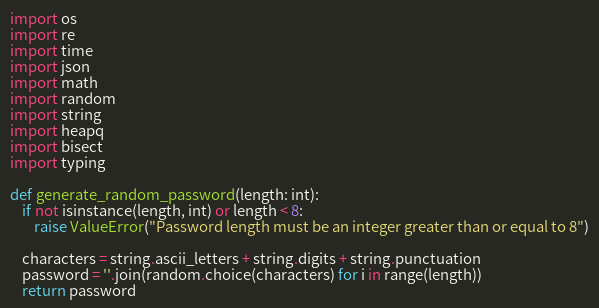 import os
import re
import time
import json
import math
import random
import string
import heapq
import bisect
import typing
def generate_random_password(length: int):
if not isinstance(length, int) or length < 8:
raise ValueError("Password length must be an integer greater than or equal to 8")
characters = string.ascii_letters + string.digits + string.punctuation
password = ''.join(random.choice(characters) for i in range(length))
return password